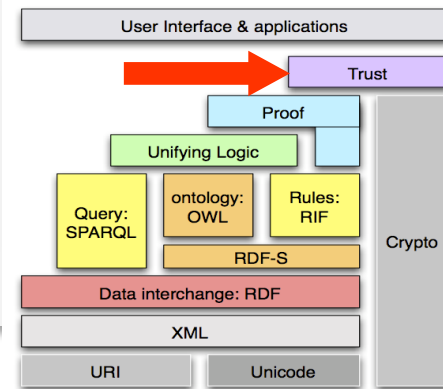 User Interface & applications
Trust
Proof
Unifying Logic
Query:
SPARQL
ontology:
OWL
Rules:
RIF
Crypto
RDF-S
Data interchange: RDF
XML
URI
Unicode